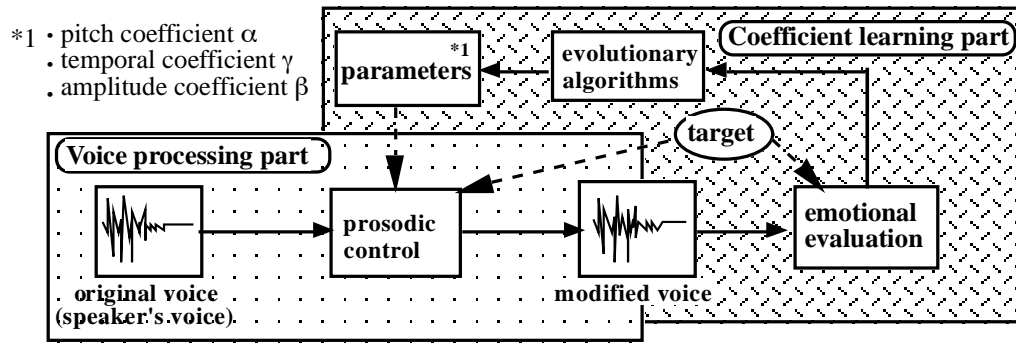 *1 · pitch coefficient α
· temporal coefficient γ
· amplitude coefficient β
*1
parameters
evolutionary
algorithms
Coefficient learning part
target
Voice processing part
prosodic
control
emotional
evaluation
original voice
(speaker's voice)
modified voice